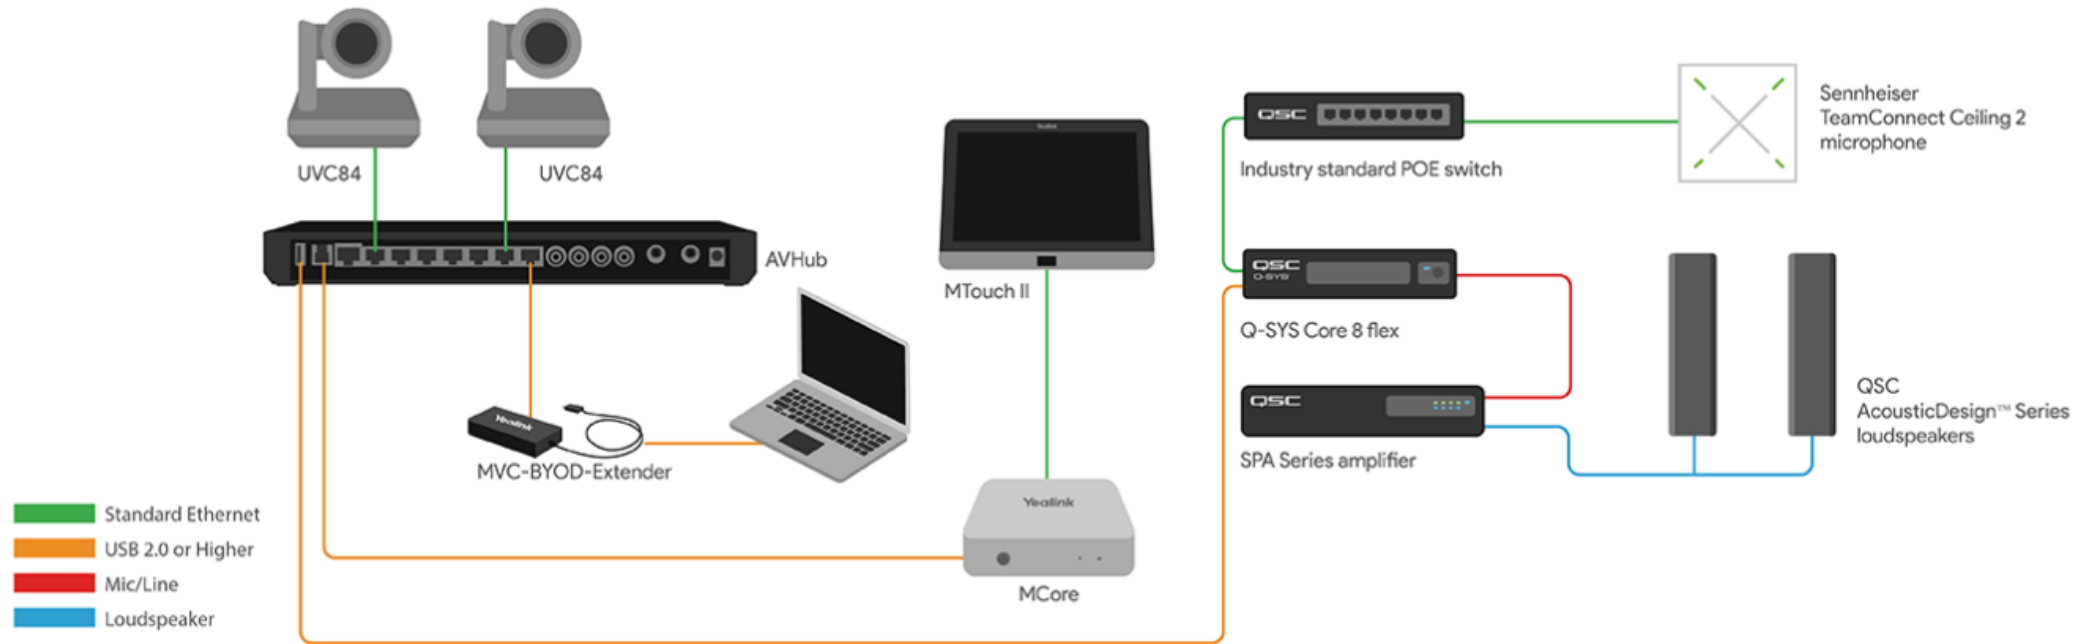 UVC84
UVC84
AVHub
Yealink
MVC-BYOD-Extender
Yealink
MTouch II
Yealink
MCore
QSC
Industry standard POE switch
Sennheiser
TeamConnect Ceiling 2
microphone
QSC
Q-SYS
Q-SYS Core 8 flex
QSC
SPA Series amplifier
QSC
AcousticDesign™ Series
loudspeakers
Standard Ethernet
USB 2.0 or Higher
Mic/Line
Loudspeaker